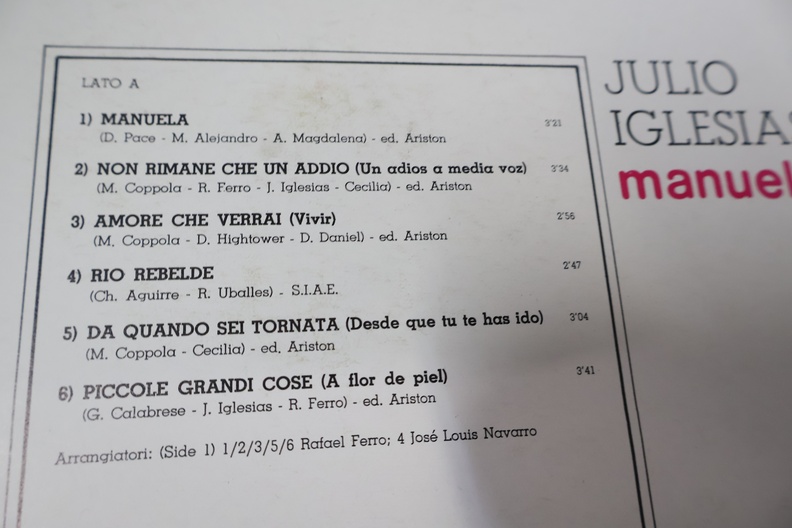 LATO A
1) MANUELA 3'21
(D. Pace - M. Alejandro - A. Magdalena) - ed. Ariston
2) NON RIMANE CHE UN ADDIO (Un adios a media voz) 3'34
(M. Coppola - R. Ferro - J. Iglesias - Cecilia) - ed. Ariston
3) AMORE CHE VERRAI (Vivir) 2'56
(M. Coppola - D. Hightower - D. Daniel) - ed. Ariston
4) RIO REBELDE 2'47
(Ch. Aguirre - R. Uballes) - S.I.A.E.
5) DA QUANDO SEI TORNATA (Desde que tu te has ido) 3'04
(M. Coppola - Cecilia) - ed. Ariston
6) PICCOLE GRANDI COSE (A flor de piel) 3'41
(G. Calabrese - J. Iglesias - R. Ferro) - ed. Ariston
Arrangiatori: (Side 1) 1/2/3/5/6 Rafael Ferro; 4 José Louis Navarro
JULIO
IGLESIAS
manuel